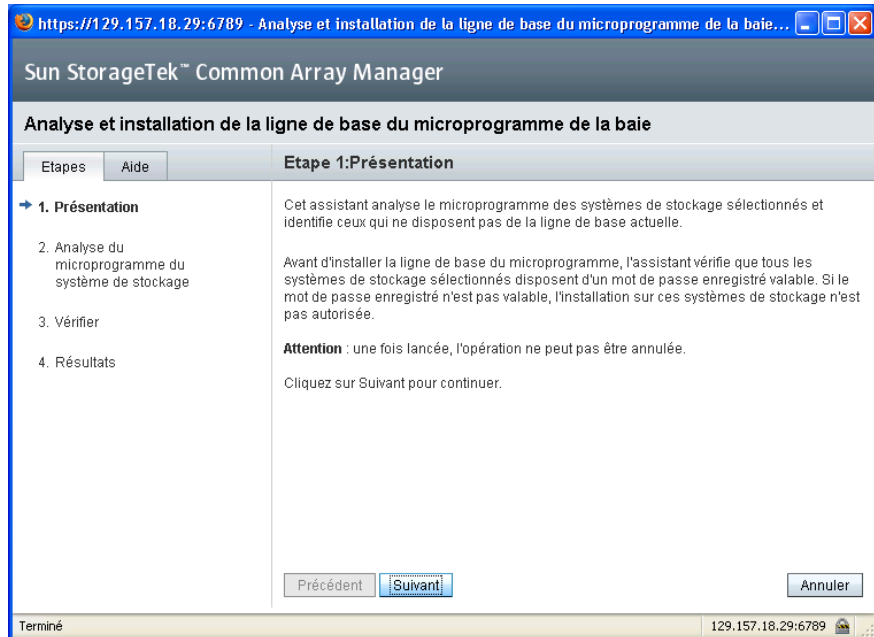 https://129.157.18.29:6789 - Analyse et installation de la ligne de base du microprogramme de la baie...
Sun StorageTek™ Common Array Manager
Analyse et installation de la ligne de base du microprogramme de la baie
Etapes
Aide
1. Présentation
2. Analyse du
microprogramme du
système de stockage
3. Vérifier
4. Résultats
Etape 1:Présentation
Cet assistant analyse le microprogramme des systèmes de stockage sélectionnés et
identifie ceux qui ne disposent pas de la ligne de base actuelle.
Avant d'installer la ligne de base du microprogramme, l'assistant vérifie que tous les
systèmes de stockage sélectionnés disposent d'un mot de passe enregistré valable. Si le
mot de passe enregistré n'est pas valable, l'installation sur ces systèmes de stockage n'est
pas autorisée.
Attention : une fois lancée, l'opération ne peut pas être annulée.
Cliquez sur Suivant pour continuer.
Précédent
Suivant
Annuler
Terminé
129.157.18.29:6789